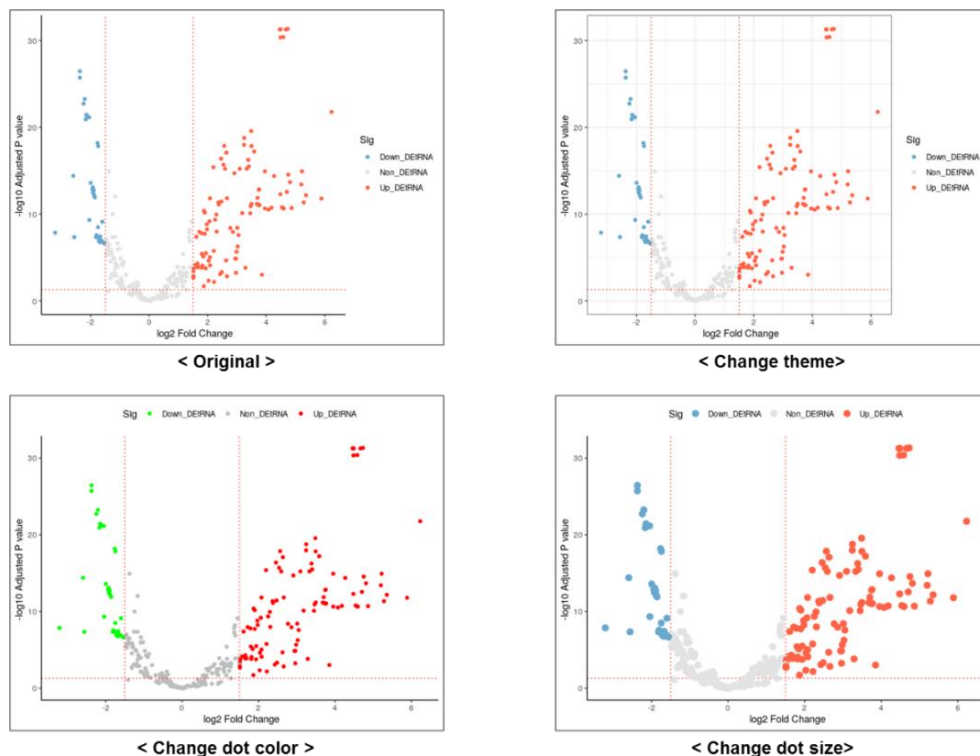 30
20
10
0
-log10 Adjusted P value
-2
0
2
4
6
log2 Fold Change
Sig
Down_DEtRNA
Non_DEtRNA
Up_DEtRNA
< Original >
30
20
10
0
-log10 Adjusted P value
-2
0
2
4
6
log2 Fold Change
Sig
Down_DEtRNA
Non_DEtRNA
Up_DEtRNA
< Change theme>
Sig Down_DEtRNA Non_DEtRNA Up_DEtRNA
30
20
10
0
-log10 Adjusted P value
-2
0
2
4
6
log2 Fold Change
< Change dot color >
Sig Down_DEtRNA Non_DEtRNA Up_DEtRNA
30
20
10
0
-log10 Adjusted P value
-2
0
2
4
6
log2 Fold Change
< Change dot size>